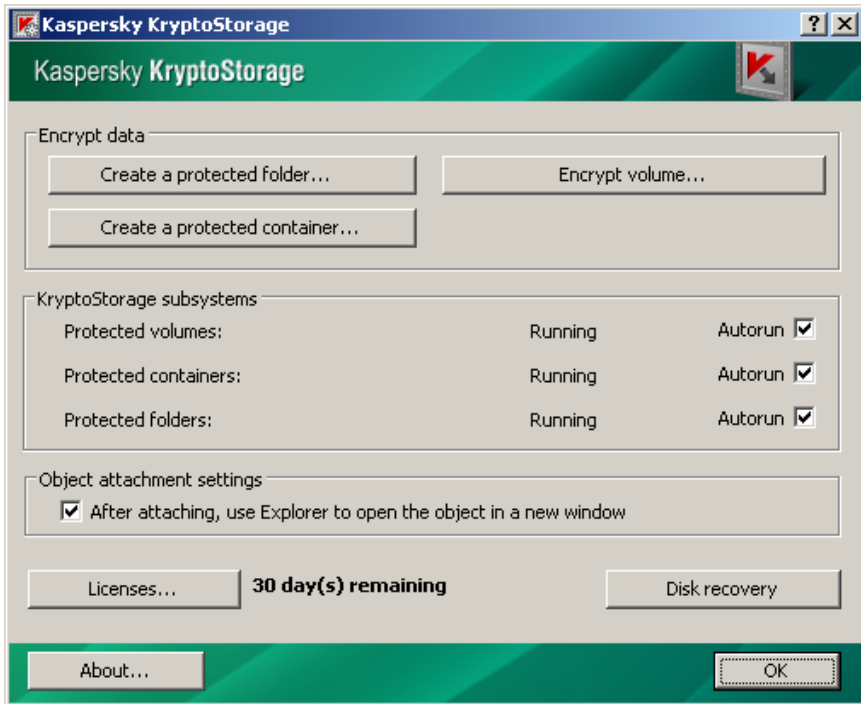 Kaspersky KryptoStorage
Kaspersky KryptoStorage
Encrypt data
Create a protected folder... Encrypt volume...
Create a protected container...
KryptoStorage subsystems
Protected volumes: Running Autorun
Protected containers: Running Autorun
Protected folders: Running Autorun
Object attachment settings
After attaching, use Explorer to open the object in a new window
Licenses... 30 day(s) remaining Disk recovery
About... OK